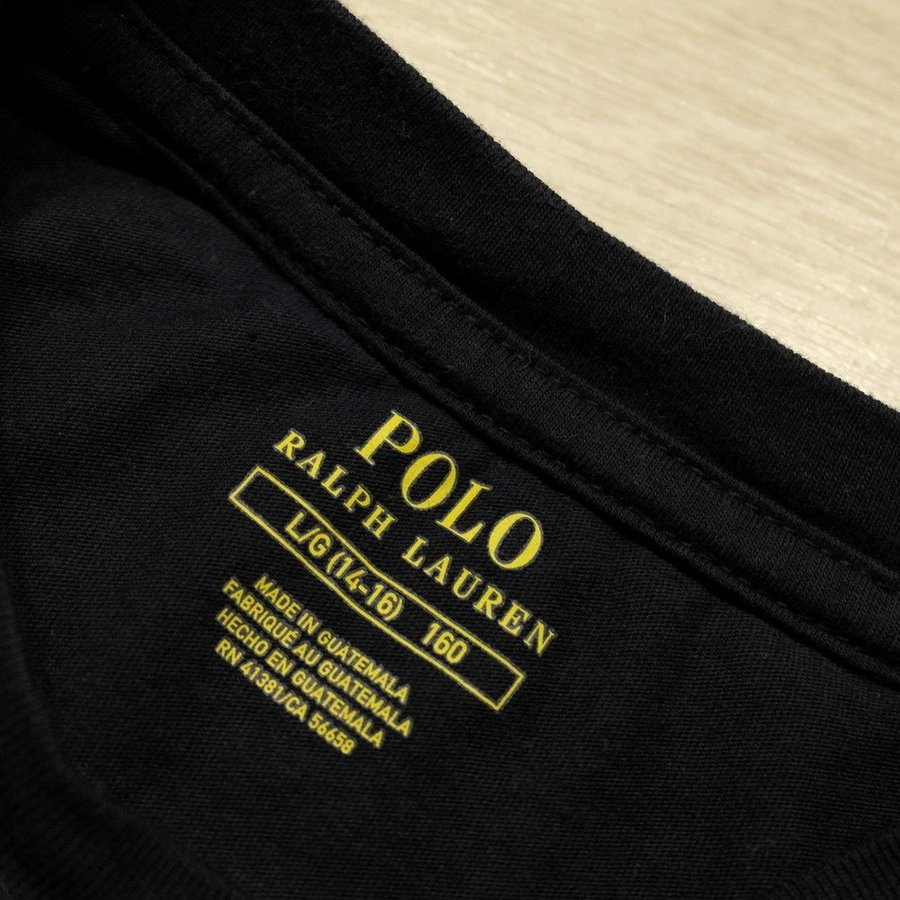 POLO
RALPH LAUREN
L/G (14-16) 160
MADE IN GUATEMALA
FABRIQUÉ AU GUATEMALA
HECHO EN GUATEMALA
RN 41381/CA 56658